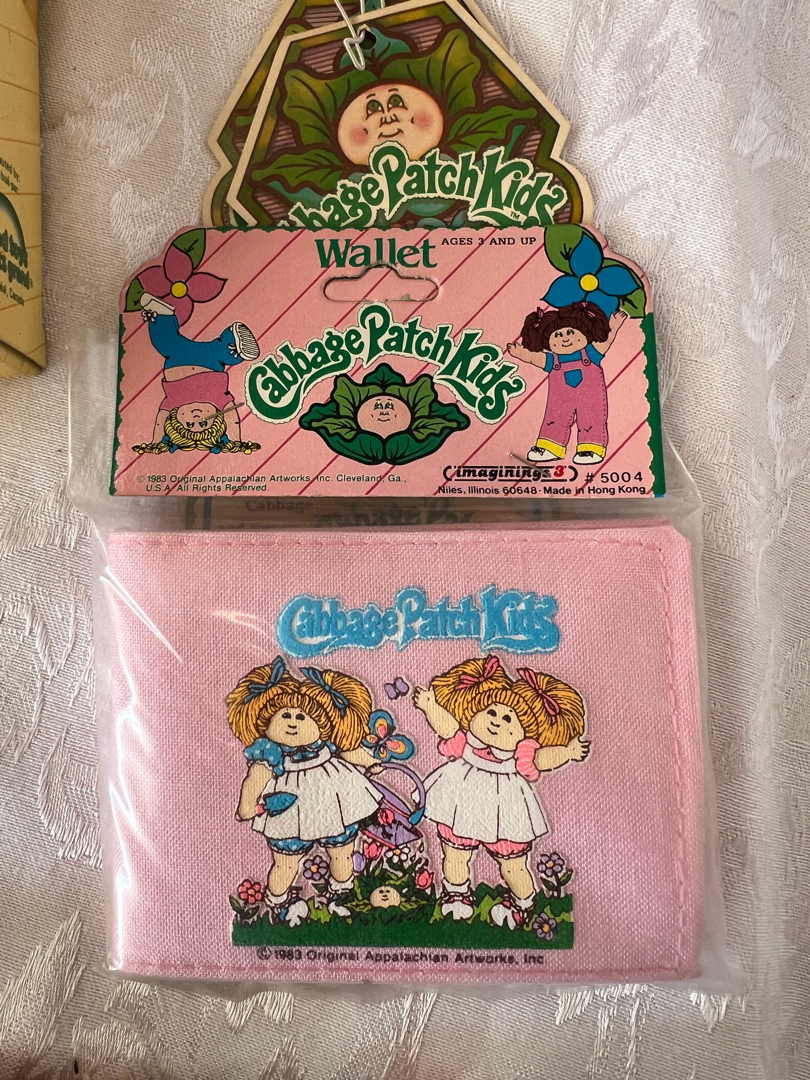 Cabbage Patch Kids
TM
Wallet AGES 3 AND UP
Cabbage Patch Kids
© 1983 Original Appalachian Artworks, Inc. Cleveland, Ga.,
U.S.A. All Rights Reserved.
imaginings 3 # 5004
Niles, Illinois 60648 · Made in Hong Kong
Cabbage
Cabbage Patch Kids
© 1983 Original Appalachian Artworks, Inc.